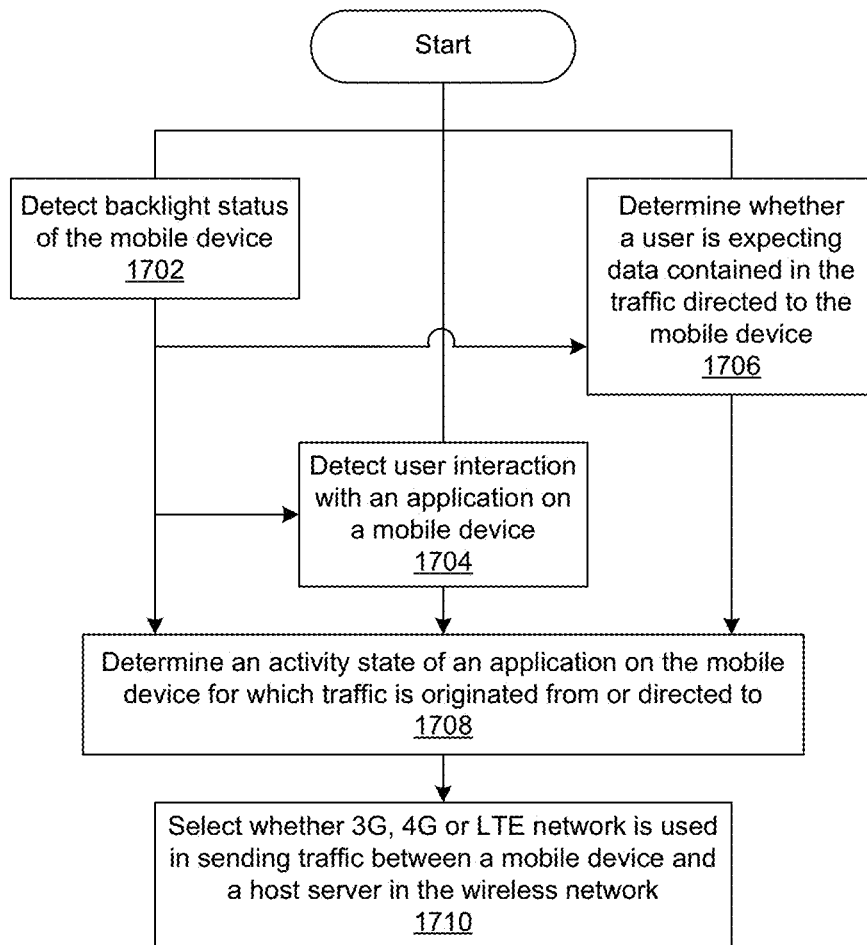 Start
Detect backlight status
of the mobile device
1702
Determine whether
a user is expecting
data contained in the
traffic directed to the
mobile device
1706
Detect user interaction
with an application on
a mobile device
1704
Determine an activity state of an application on the mobile
device for which traffic is originated from or directed to
1708
Select whether 3G, 4G or LTE network is used
in sending traffic between a mobile device and
a host server in the wireless network
1710